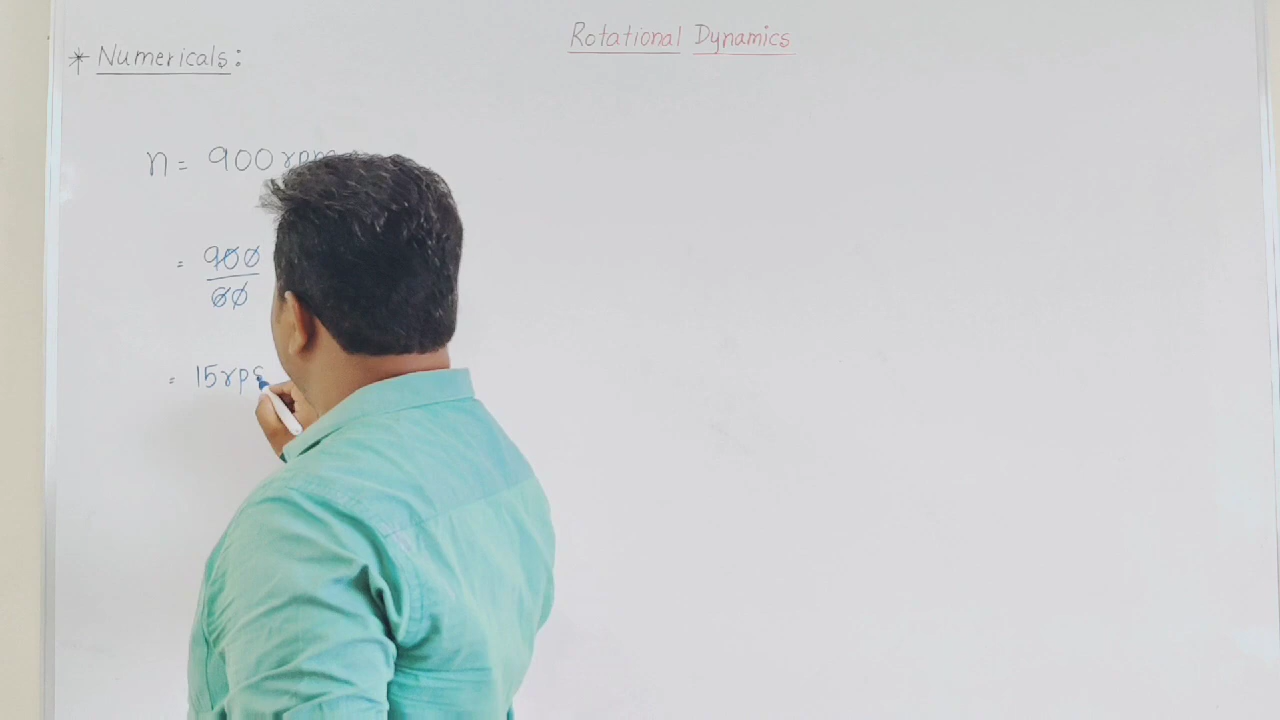 Rotational Dynamics
* Numericals:
n = 900 rpm
= 900
60
= 15 rps